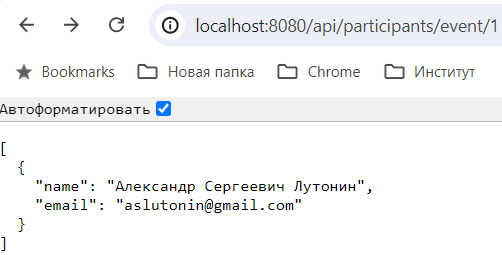 localhost:8080/api/participants/event/1
Bookmarks Новая папка Chrome Институт
Автоформатировать
[
{
"name": "Александр Сергеевич Лутонин",
"email": "aslutonin@gmail.com"
}
]